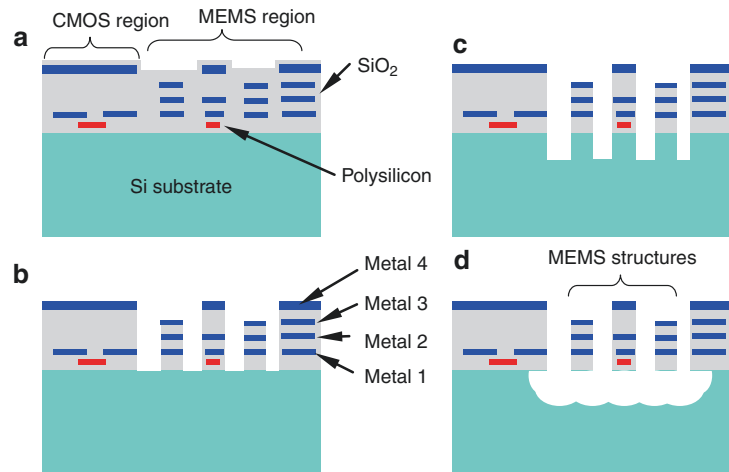 a
CMOS region
MEMS region
SiO₂
Polysilicon
Si substrate
b
Metal 4
Metal 3
Metal 2
Metal 1
c
d
MEMS structures